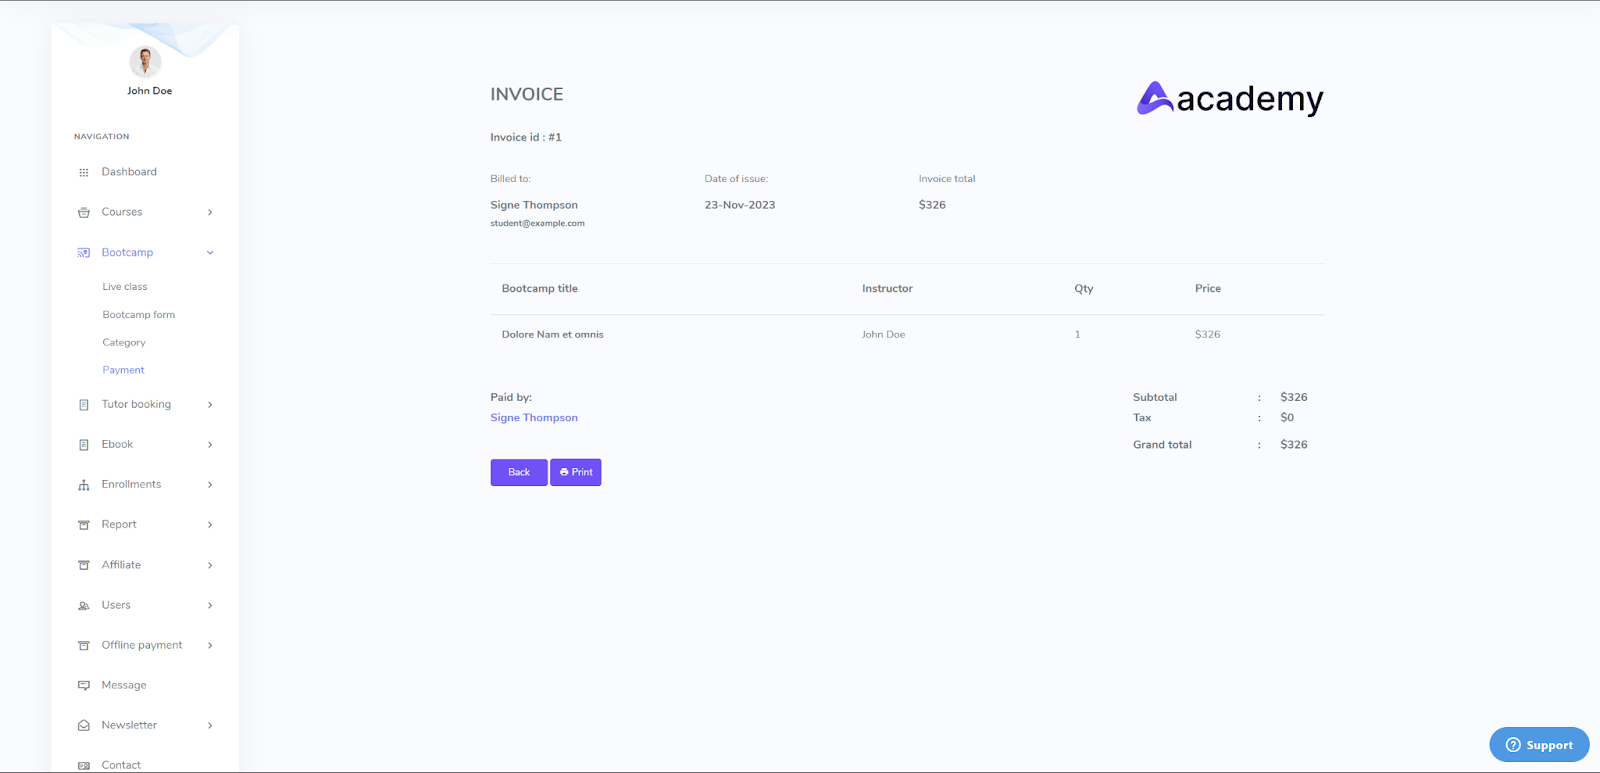 John Doe
NAVIGATION
Dashboard
Courses
Bootcamp
Live class
Bootcamp form
Category
Payment
Tutor booking
Ebook
Enrollments
Report
Affiliate
Users
Offline payment
Message
Newsletter
Contact
INVOICE
academy
Invoice id : #1
Billed to: Date of issue: Invoice total
Signe Thompson 23-Nov-2023 $326
student@example.com
Bootcamp title Instructor Qty Price
Dolore Nam et omnis John Doe 1 $326
Paid by:
Signe Thompson
Subtotal : $326
Tax : $0
Grand total : $326
Back Print
Support